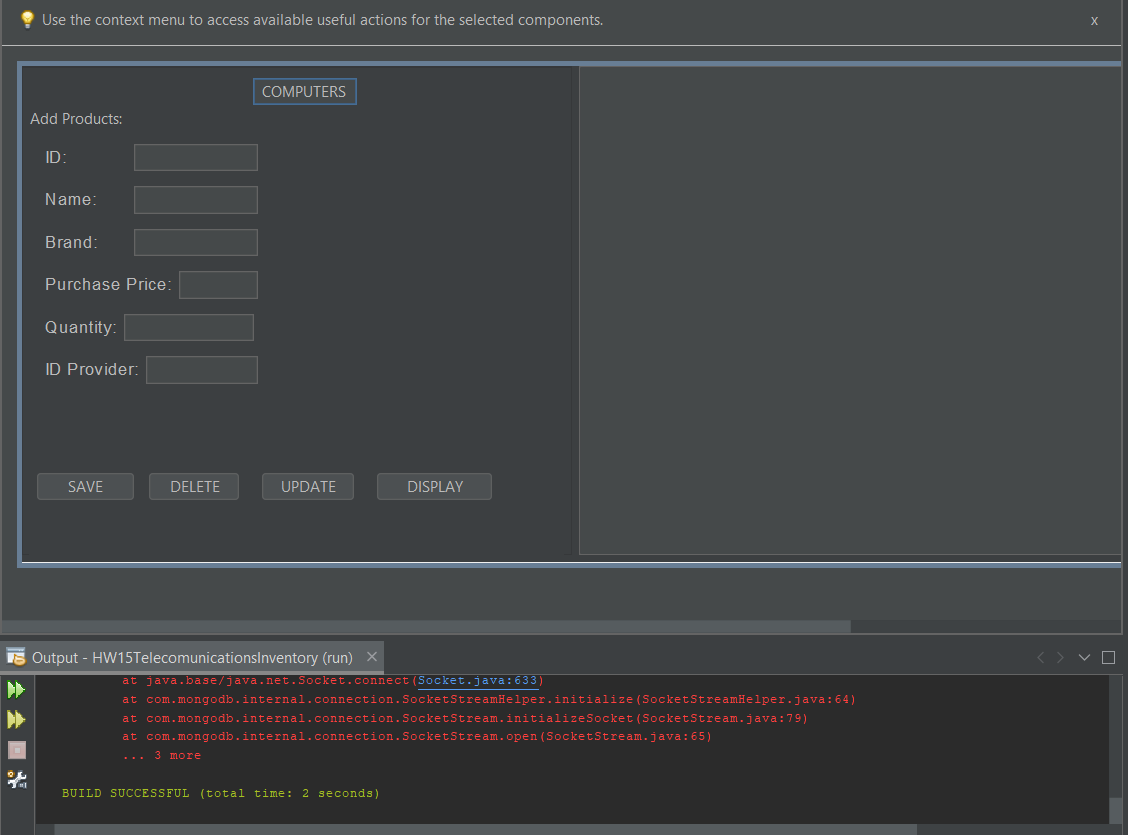 Use the context menu to access available useful actions for the selected components.
x
COMPUTERS
Add Products:
ID:
Name:
Brand:
Purchase Price:
Quantity:
ID Provider:
SAVE DELETE UPDATE DISPLAY
Output - HW15TelecomunicationsInventory (run)
at java.base/java.net.Socket.connect(Socket.java:633)
at com.mongodb.internal.connection.SocketStreamHelper.initialize(SocketStreamHelper.java:64)
at com.mongodb.internal.connection.SocketStream.initializeSocket(SocketStream.java:79)
at com.mongodb.internal.connection.SocketStream.open(SocketStream.java:65)
... 3 more
BUILD SUCCESSFUL (total time: 2 seconds)